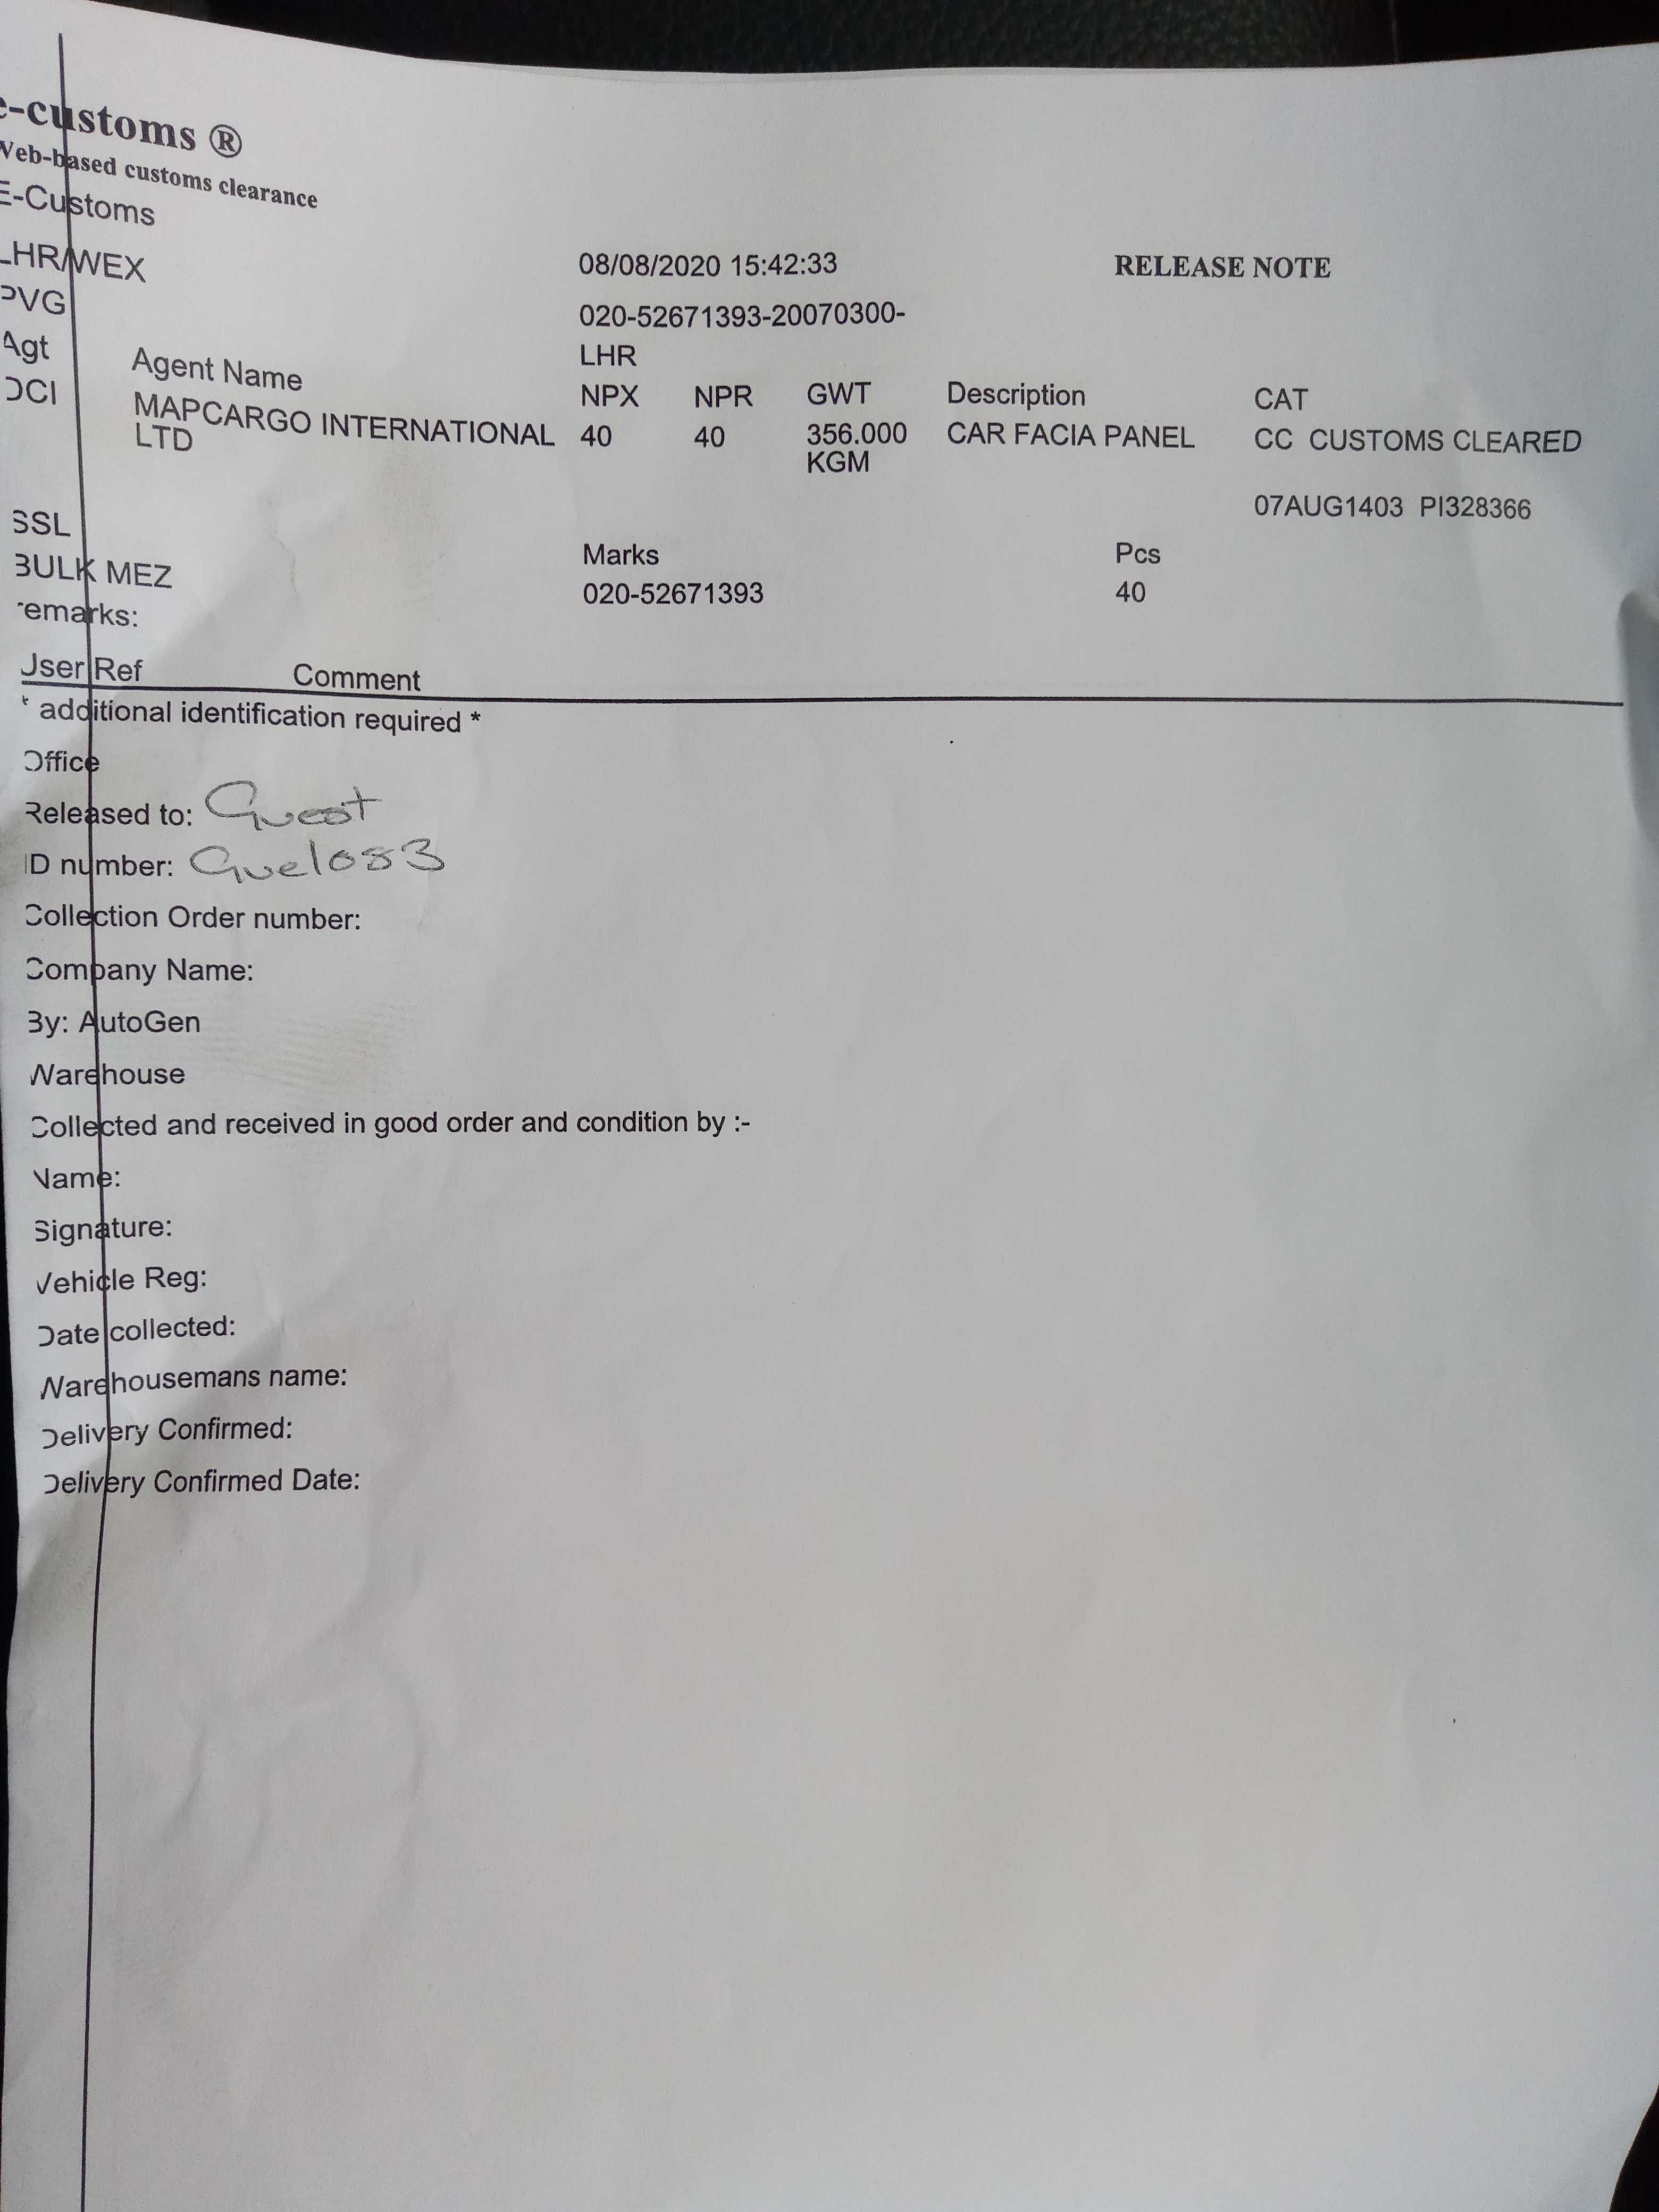 e-customs ®
Web-based customs clearance
E-Customs
LHR/WEX 08/08/2020 15:42:33 RELEASE NOTE
PVG 020-52671393-20070300-
LHR
Agt Agent Name NPX NPR GWT Description CAT
OCI MAPCARGO INTERNATIONAL LTD 40 40 356.000 KGM CAR FACIA PANEL CC CUSTOMS CLEARED
07AUG1403 PI328366
SSL Marks Pcs
BULK MEZ 020-52671393 40
remarks:
User Ref Comment
* additional identification required *
Office
Released to: Guest
ID number:
Collection Order number:
Company Name:
By: AutoGen
Warehouse
Collected and received in good order and condition by :-
Name:
Signature:
Vehicle Reg:
Date collected:
Warehousemans name:
Delivery Confirmed:
Delivery Confirmed Date: